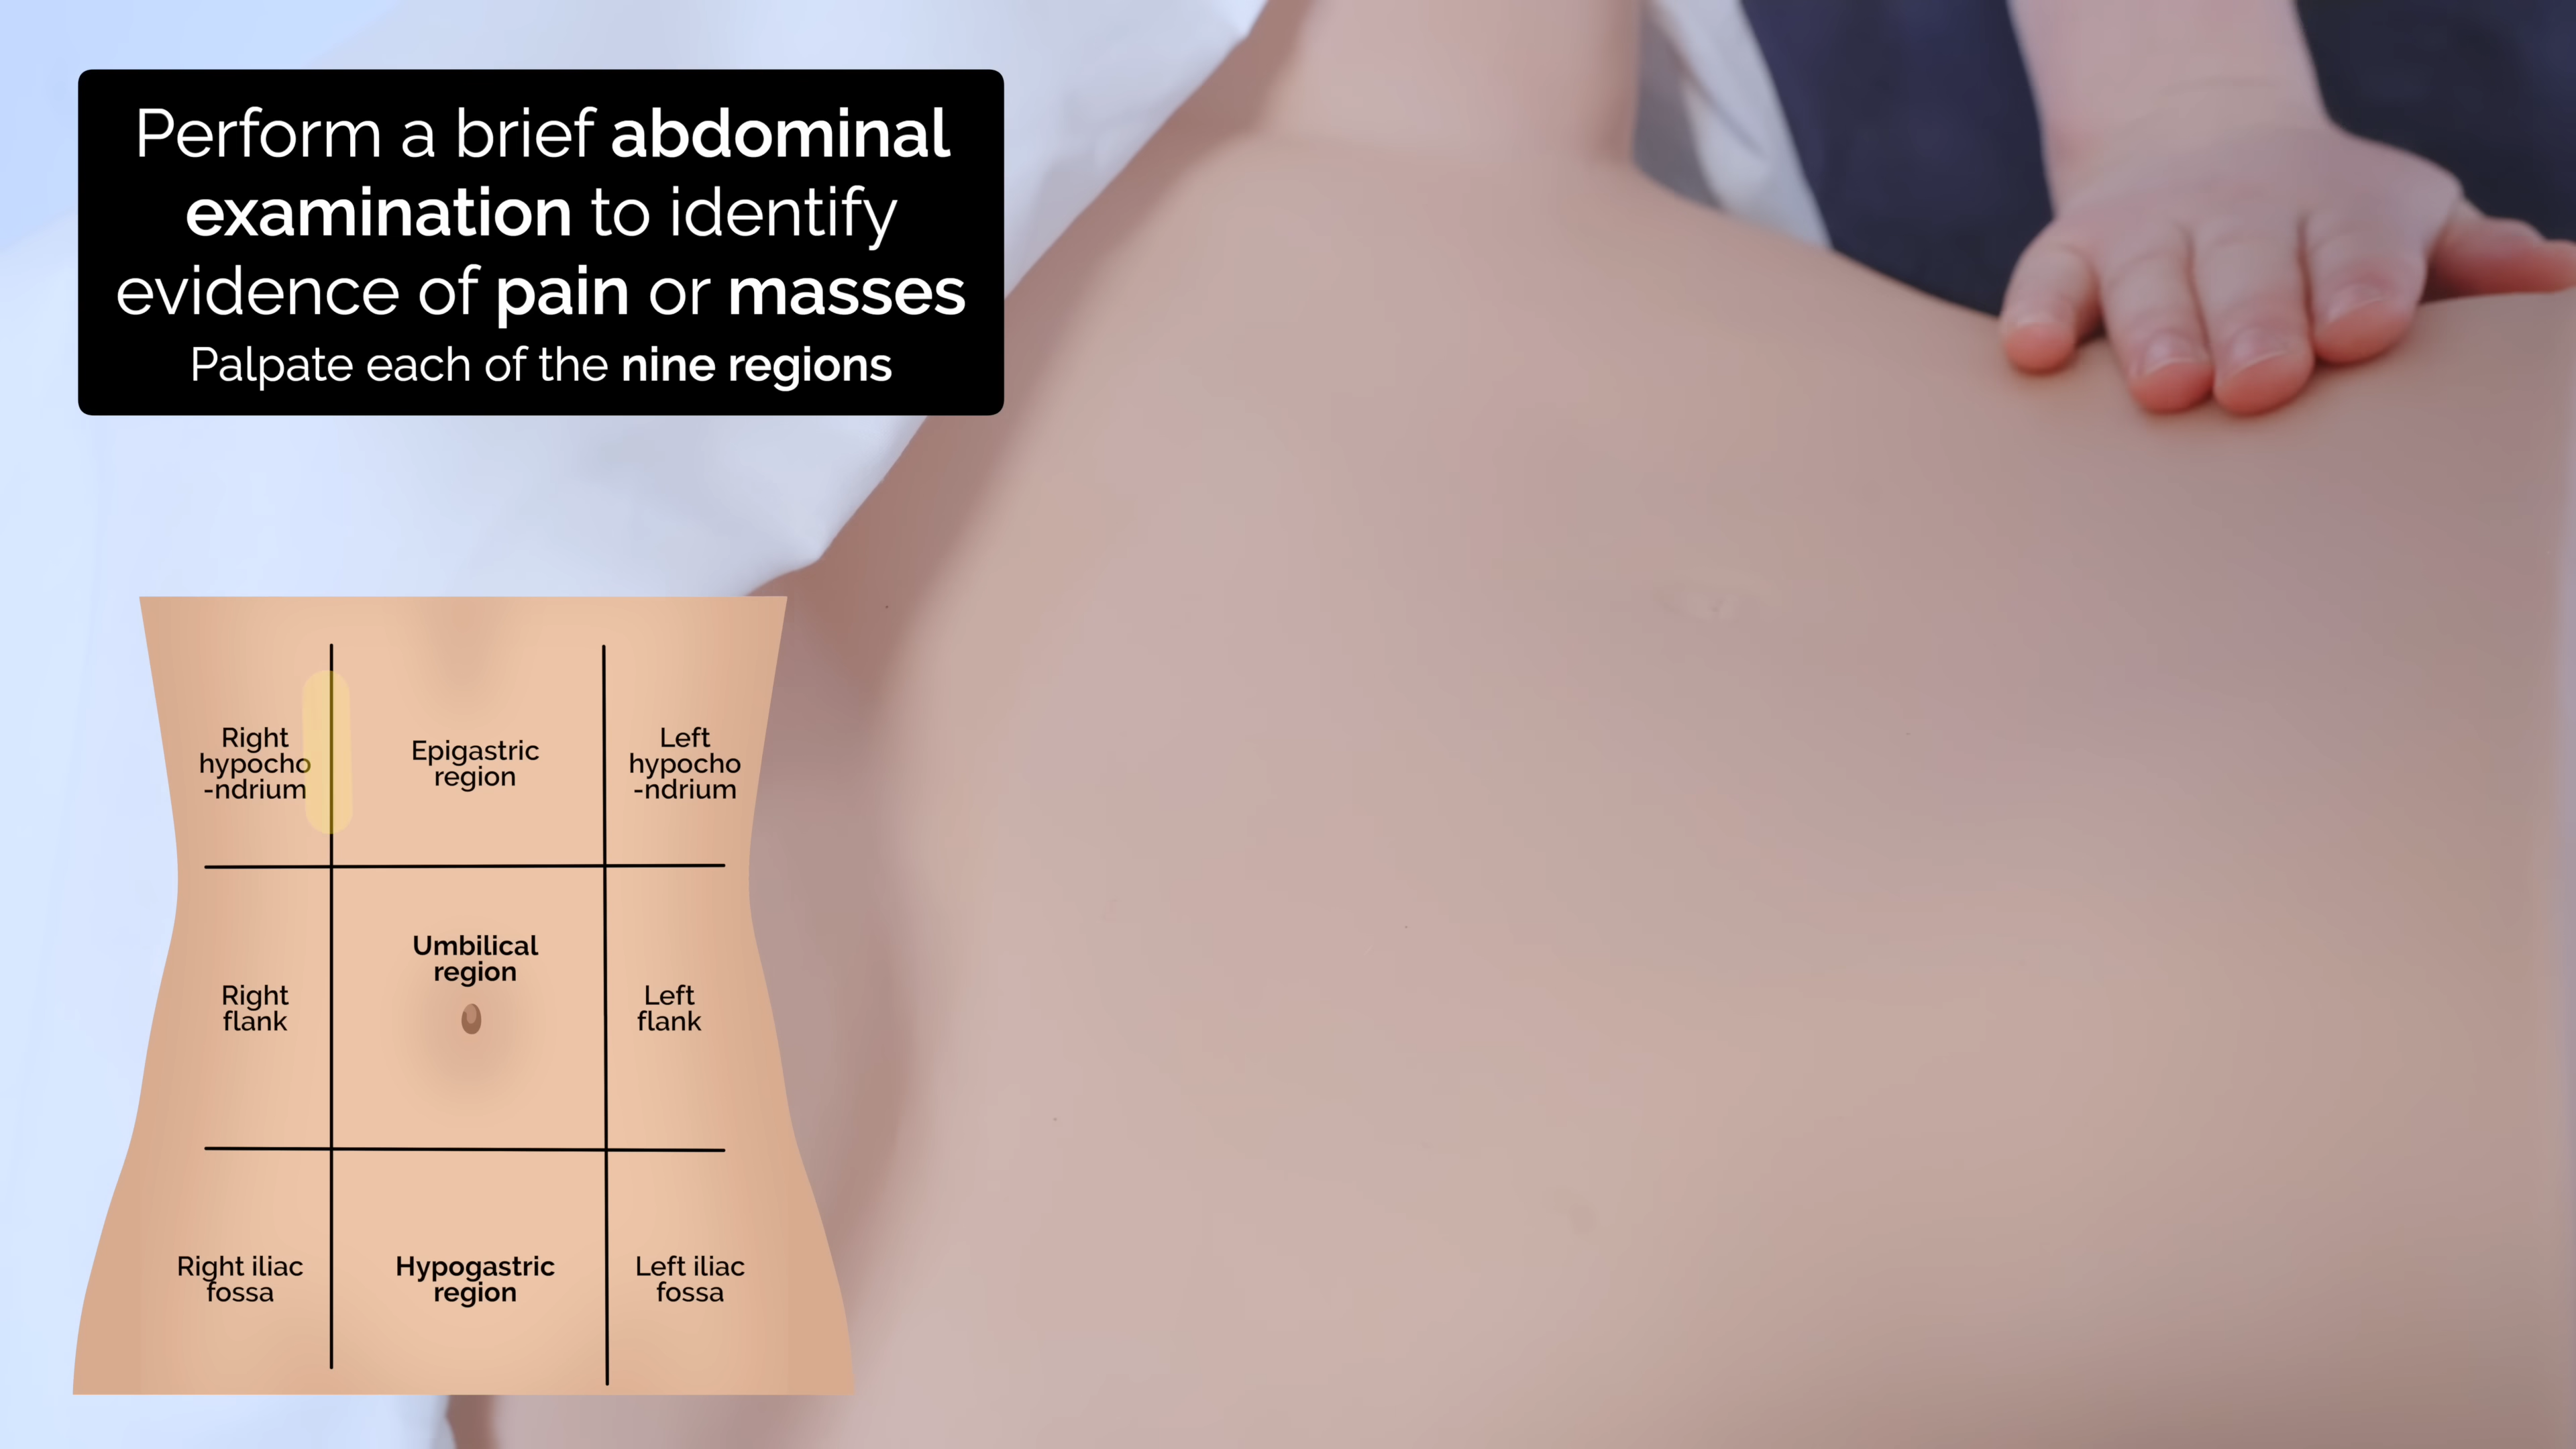 Perform a brief abdominal
examination to identify
evidence of pain or masses
Palpate each of the nine regions
Right
hypocho
-ndrium
Epigastric
region
Left
hypocho
-ndrium
Right
flank
Umbilical
region
Left
flank
Right iliac
fossa
Hypogastric
region
Left iliac
fossa